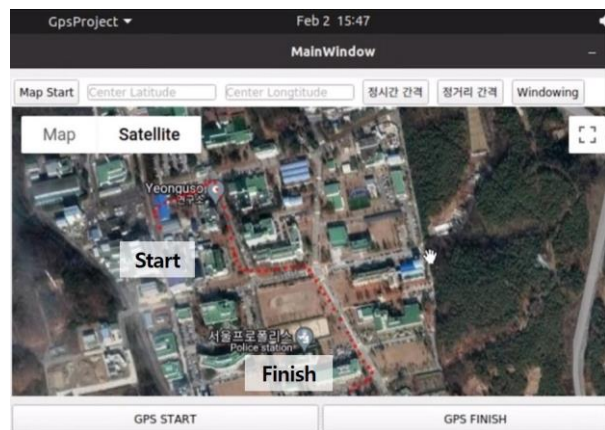 GpsProject
Feb 2 15:47
MainWindow
Map Start
Center Latitude
Center Longtitude
정시간 간격
정거리 간격
Windowing
Map
Satellite
Yeongusoj
연구소
Start
서울프로폴리스
Police station
Finish
GPS START
GPS FINISH